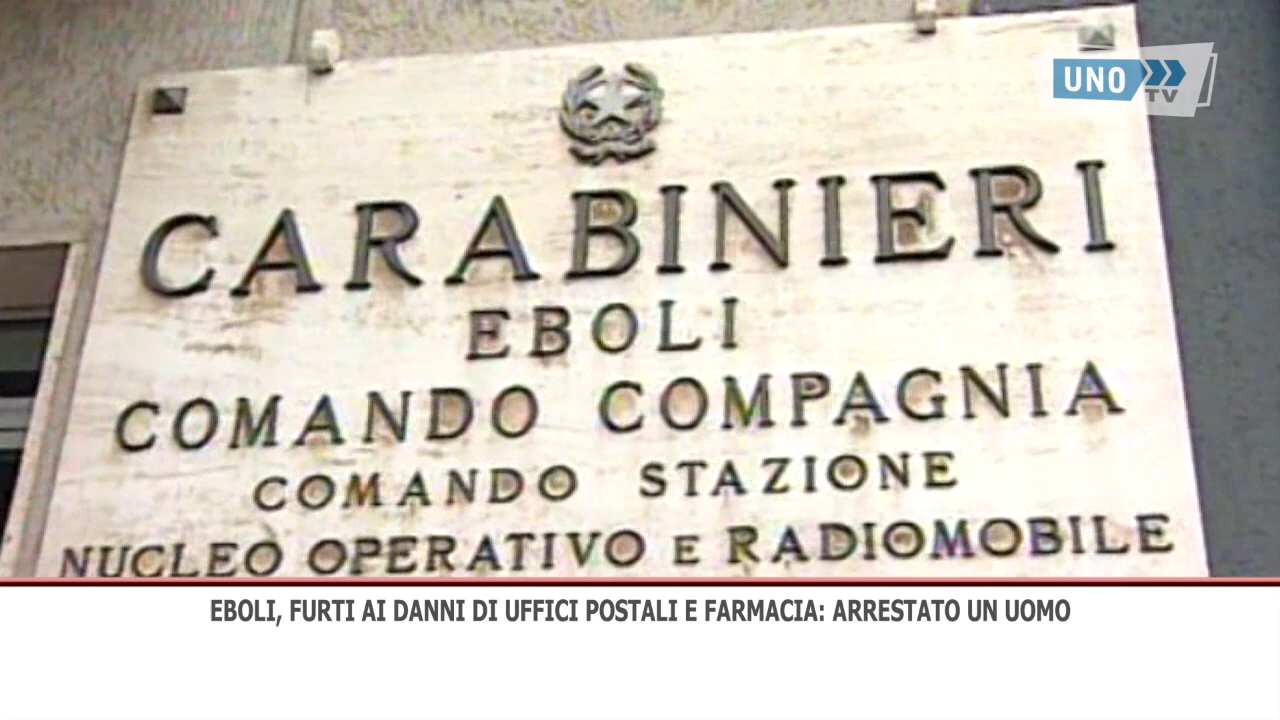 UNO
TV
CARABINIERI
EBOLI
COMANDO COMPAGNIA
COMANDO STAZIONE
NUCLEO OPERATIVO E RADIOMOBILE
EBOLI, FURTI AI DANNI DI UFFICI POSTALI E FARMACIA: ARRESTATO UN UOMO